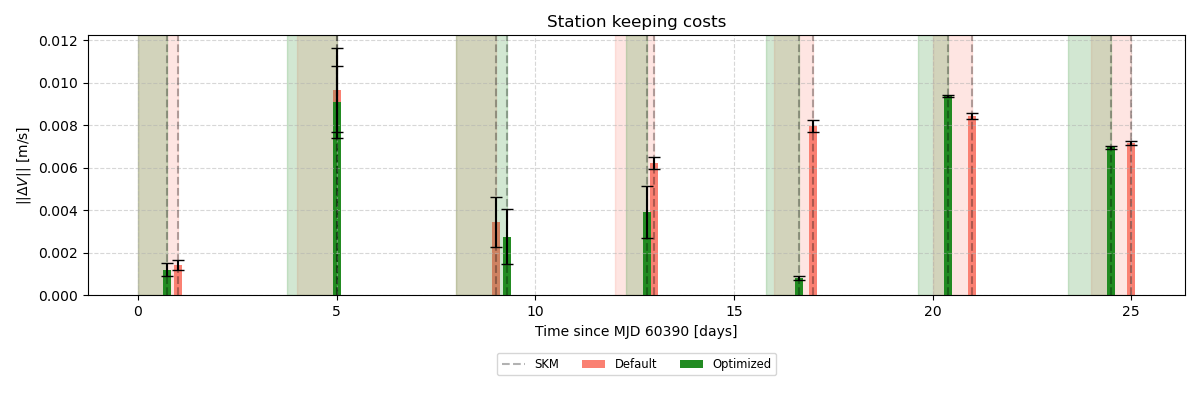 Station keeping costs
||ΔV|| [m/s]
0.012
0.010
0.008
0.006
0.004
0.002
0.000
0 5 10 15 20 25
Time since MJD 60390 [days]
SKM Default Optimized